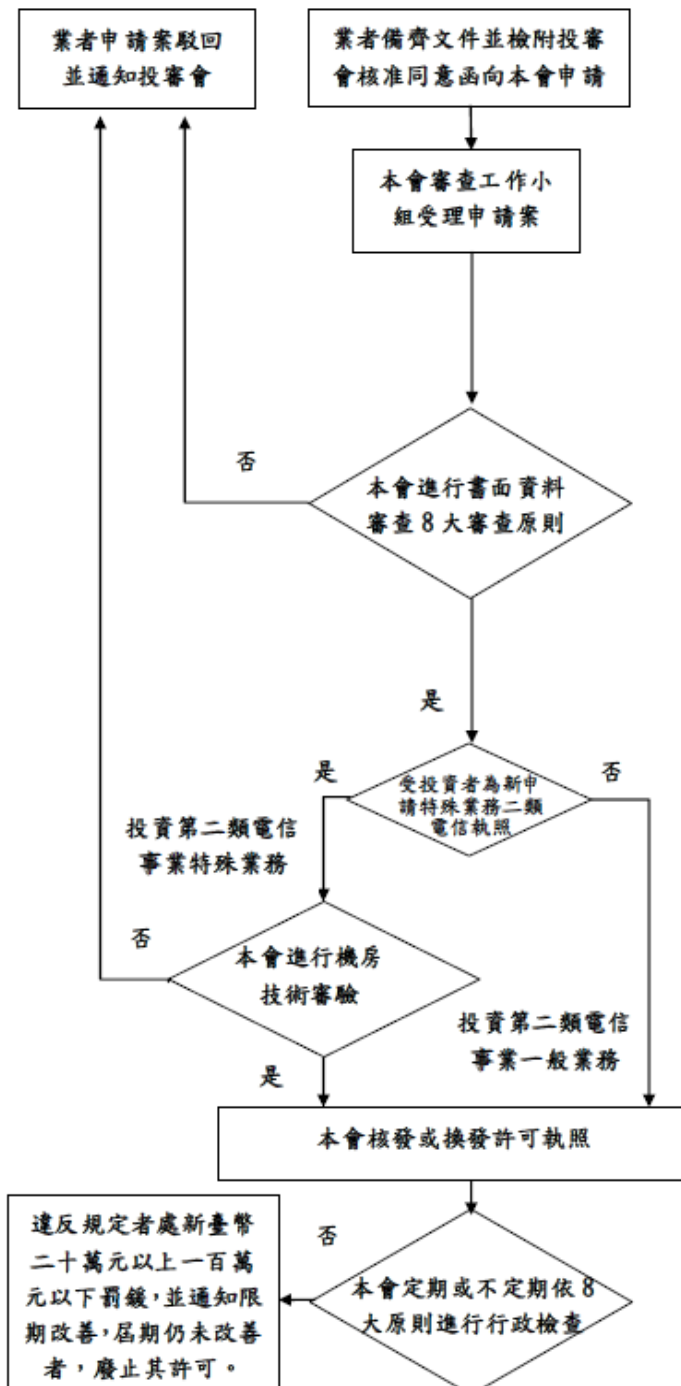 業者申請案駁回
並通知投審會
業者備齊文件並檢附投審
會核准同意函向本會申請
本會審查工作小
組受理申請案
否
本會進行書面資料
審查8大審查原則
是
是
受投資者為新申
請特殊業務二類
電信執照
否
投資第二類電信
事業特殊業務
否
本會進行機房
技術審驗
投資第二類電信
事業一般業務
是
本會核發或換發許可執照
違反規定者處新臺幣
二十萬元以上一百萬
元以下罰鍰,並通知限
期改善,屆期仍未改善
者，廢止其許可。
否
本會定期或不定期依8
大原則進行行政檢查